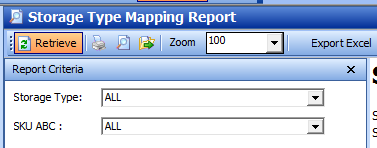 Storage Type Mapping Report
Retrieve Zoom 100 Export Excel
Report Criteria
Storage Type: ALL
SKU ABC : ALL